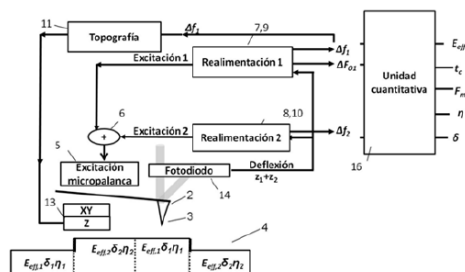 11
Topografía
Δf₁
7,9
Excitación 1
Realimentación 1
Δf₁
ΔF₀₁
Eeff
tc
Fm
η
δ
Unidad cuantitativa
16
6
+
Excitación 2
8,10
Realimentación 2
Δf₂
5
Excitación micropalanca
Fotodiodo
14
Deflexión
z₁+z₂
2
3
13
XY
Z
4
Eeff,1δ₁η₁
Eeff,2δ₂η₂
Eeff,1δ₁η₁
Eeff,2δ₂η₂